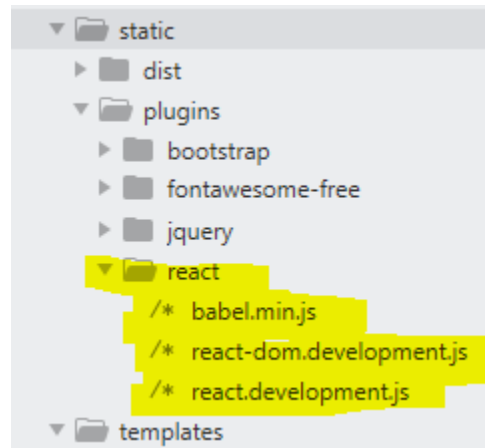 static
dist
plugins
bootstrap
fontawesome-free
jquery
react
/* babel.min.js
/* react-dom.development.js
/* react.development.js
templates